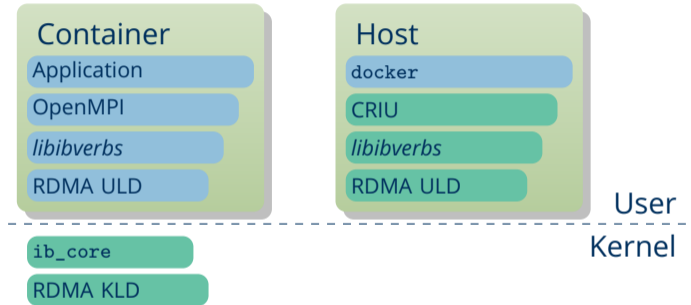 Container
Application
OpenMPI
libibverbs
RDMA ULD
Host
docker
CRIU
libibverbs
RDMA ULD
User
Kernel
ib_core
RDMA KLD